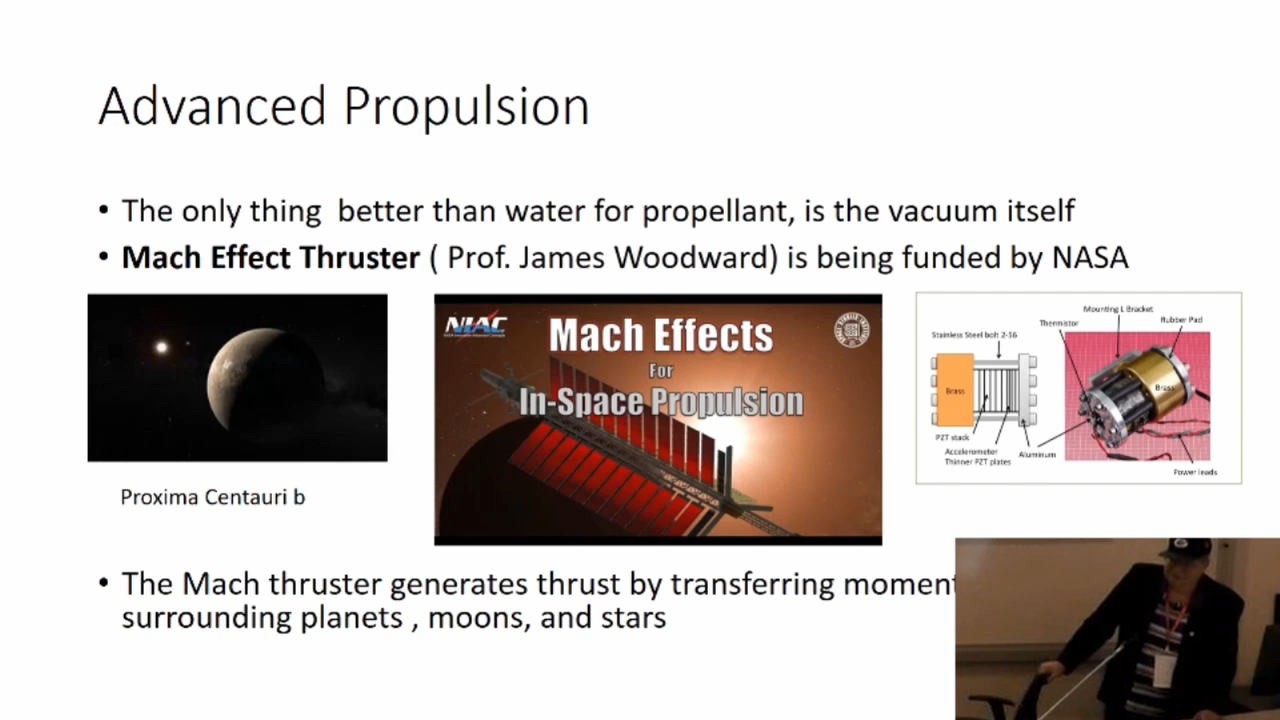 Advanced Propulsion
• The only thing better than water for propellant, is the vacuum itself
• Mach Effect Thruster ( Prof. James Woodward) is being funded by NASA
NIAC
Mach Effects
For
In-Space Propulsion
Mounting L Bracket
Thermistor
Rubber Pad
Stainless Steel bolt 2-56
Brass
Brass
PZT stack
Accelerometer
Thinner PZT plates
Aluminum
Power leads
Proxima Centauri b
• The Mach thruster generates thrust by transferring moment
surrounding planets , moons, and stars